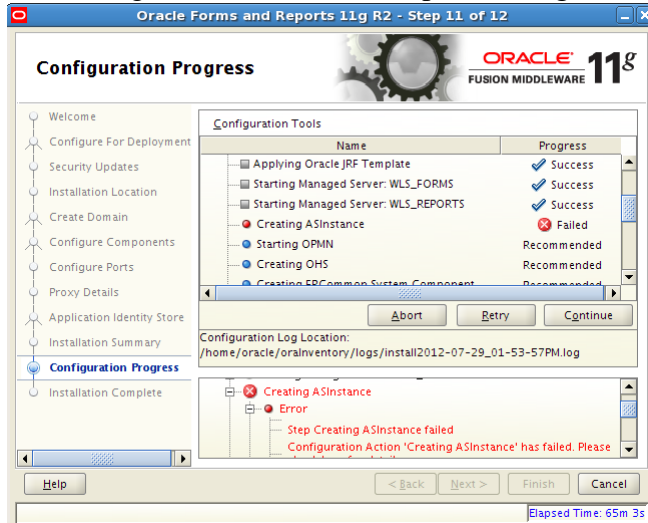 Oracle Forms and Reports 11g R2 - Step 11 of 12
Configuration Progress
ORACLE
FUSION MIDDLEWARE 11g
Welcome
Configure For Deployment
Security Updates
Installation Location
Create Domain
Configure Components
Configure Ports
Proxy Details
Application Identity Store
Installation Summary
Configuration Progress
Installation Complete
Configuration Tools
Name Progress
Applying Oracle JRF Template Success
Starting Managed Server: WLS_FORMS Success
Starting Managed Server: WLS_REPORTS Success
Creating ASInstance Failed
Starting OPMN Recommended
Creating OHS Recommended
Creating FRCommon System Component Recommended
Abort Retry Continue
Configuration Log Location:
/home/oracle/oraInventory/logs/install2012-07-29_01-53-57PM.log
Creating ASInstance
Error
Step Creating ASInstance failed
Configuration Action 'Creating ASInstance' has failed. Please
Help < Back Next > Finish Cancel
Elapsed Time: 65m 3s